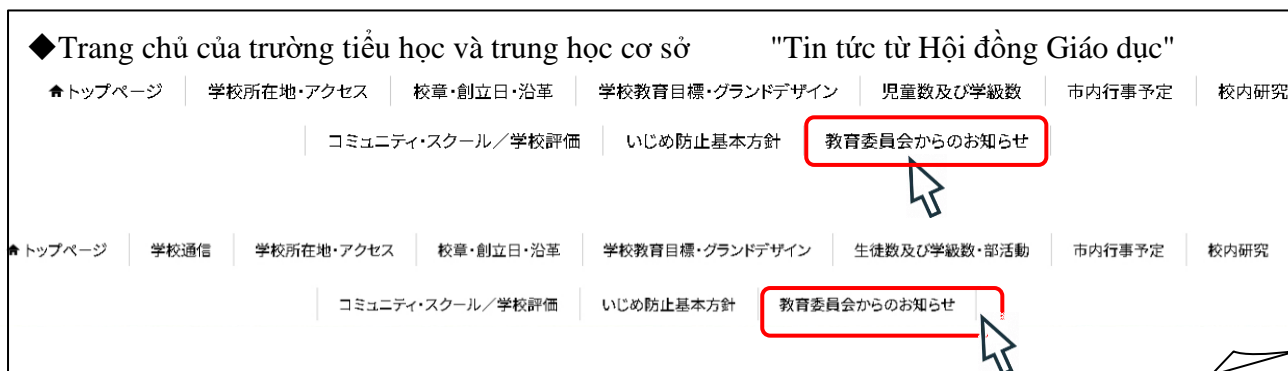 ◆Trang chủ của trường tiểu học và trung học cơ sở "Tin tức từ Hội đồng Giáo dục"
トップページ 学校所在地・アクセス 校章・創立日・沿革 学校教育目標・グランドデザイン 児童数及び学級数 市内行事予定 校内研究
コミュニティ・スクール／学校評価 いじめ防止基本方針 教育委員会からのお知らせ
トップページ 学校通信 学校所在地・アクセス 校章・創立日・沿革 学校教育目標・グランドデザイン 生徒数及び学級数・部活動 市内行事予定 校内研究
コミュニティ・スクール／学校評価 いじめ防止基本方針 教育委員会からのお知らせ